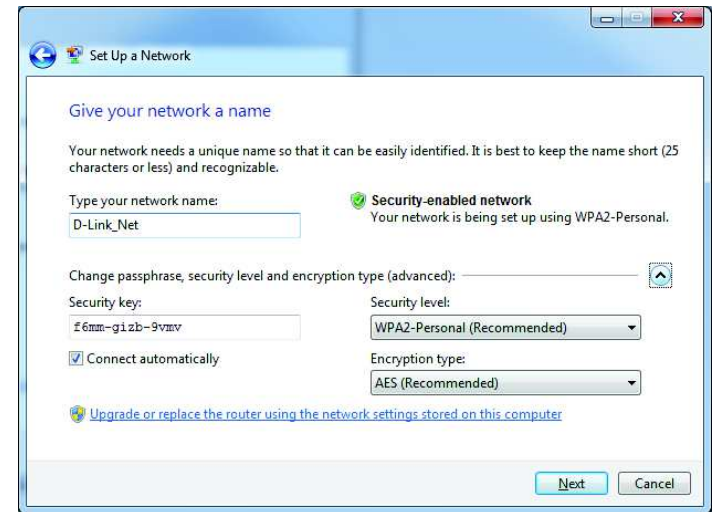 Set Up a Network
Give your network a name
Your network needs a unique name so that it can be easily identified. It is best to keep the name short (25
characters or less) and recognizable.
Type your network name:
D-Link_Net
Security-enabled network
Your network is being set up using WPA2-Personal.
Change passphrase, security level and encryption type (advanced):
Security key:
f6mm-gizb-9vmv
Security level:
WPA2-Personal (Recommended)
Connect automatically
Encryption type:
AES (Recommended)
Upgrade or replace the router using the network settings stored on this computer
Next
Cancel